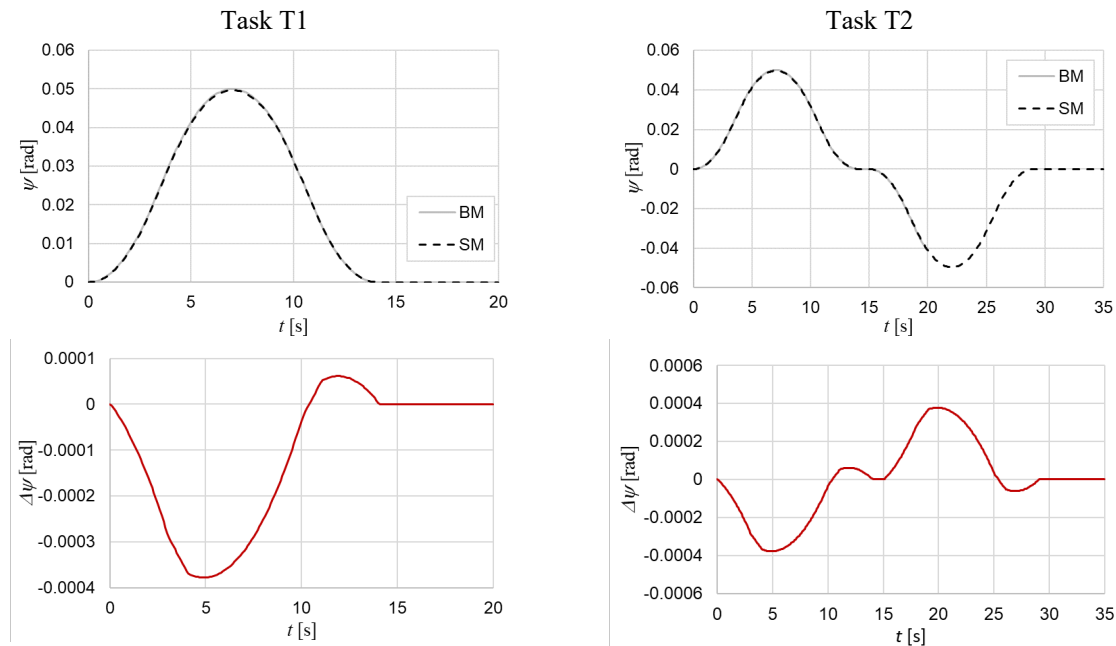 Task T1
0.06
0.05
0.04
0.03
0.02
0.01
0
ψ [rad]
BM
SM
0 5 10 15 20
t [s]
Task T2
0.06
0.04
0.02
0
-0.02
-0.04
-0.06
ψ [rad]
BM
SM
0 5 10 15 20 25 30 35
t [s]
0.0001
0
-0.0001
-0.0002
-0.0003
-0.0004
Δψ [rad]
0 5 10 15 20
t [s]
0.0006
0.0004
0.0002
0
-0.0002
-0.0004
-0.0006
Δψ [rad]
0 5 10 15 20 25 30 35
t [s]